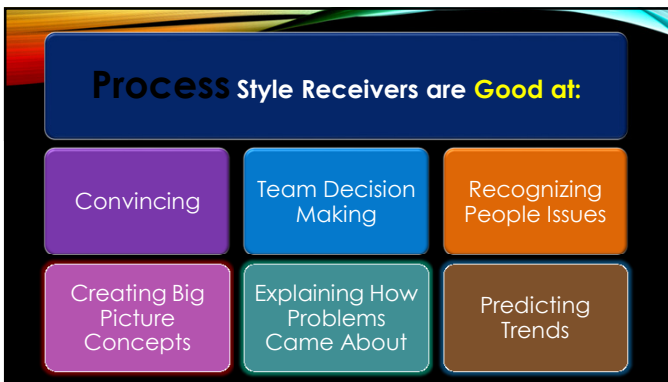 Process Style Receivers are Good at:
Convincing
Team Decision
Making
Recognizing
People Issues
Creating Big
Picture
Concepts
Explaining How
Problems
Came About
Predicting
Trends